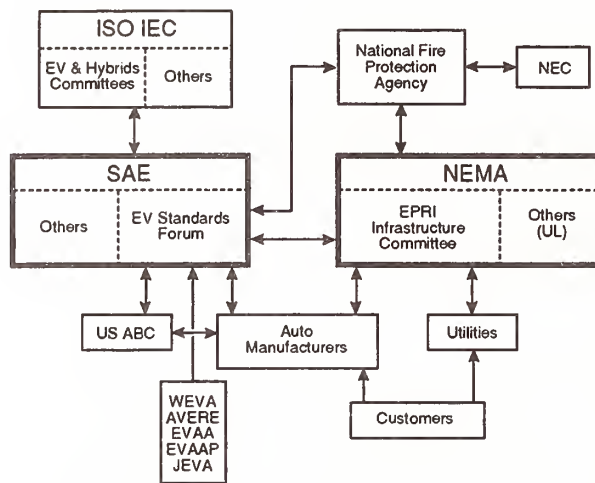 ISO IEC
EV & Hybrids
Committees
Others
National Fire
Protection
Agency
NEC
SAE
Others
EV Standards
Forum
NEMA
EPRI
Infrastructure
Committee
Others
(UL)
US ABC
Auto
Manufacturers
Utilities
WEVA
AVERE
EVAA
EVAAP
JEVA
Customers